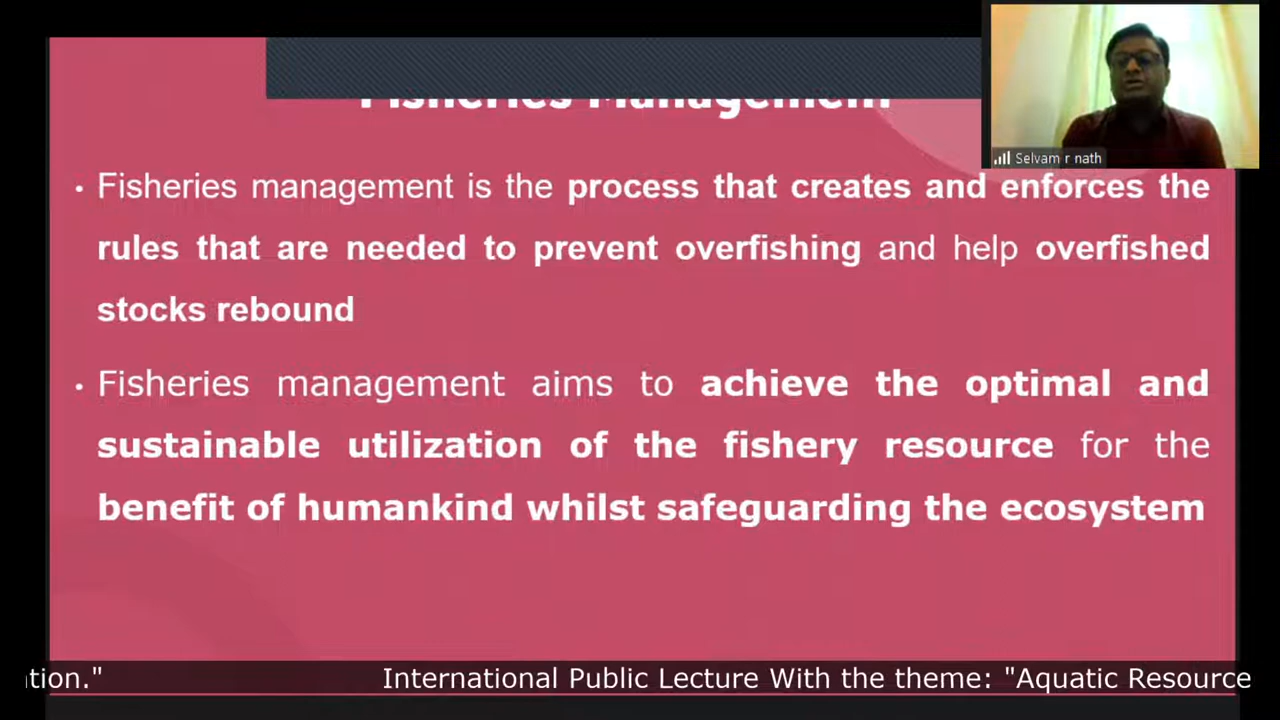 Fisheries Management
Selvam r nath
• Fisheries management is the process that creates and enforces the
rules that are needed to prevent overfishing and help overfished
stocks rebound
• Fisheries management aims to achieve the optimal and
sustainable utilization of the fishery resource for the
benefit of humankind whilst safeguarding the ecosystem
tion." International Public Lecture With the theme: "Aquatic Resource